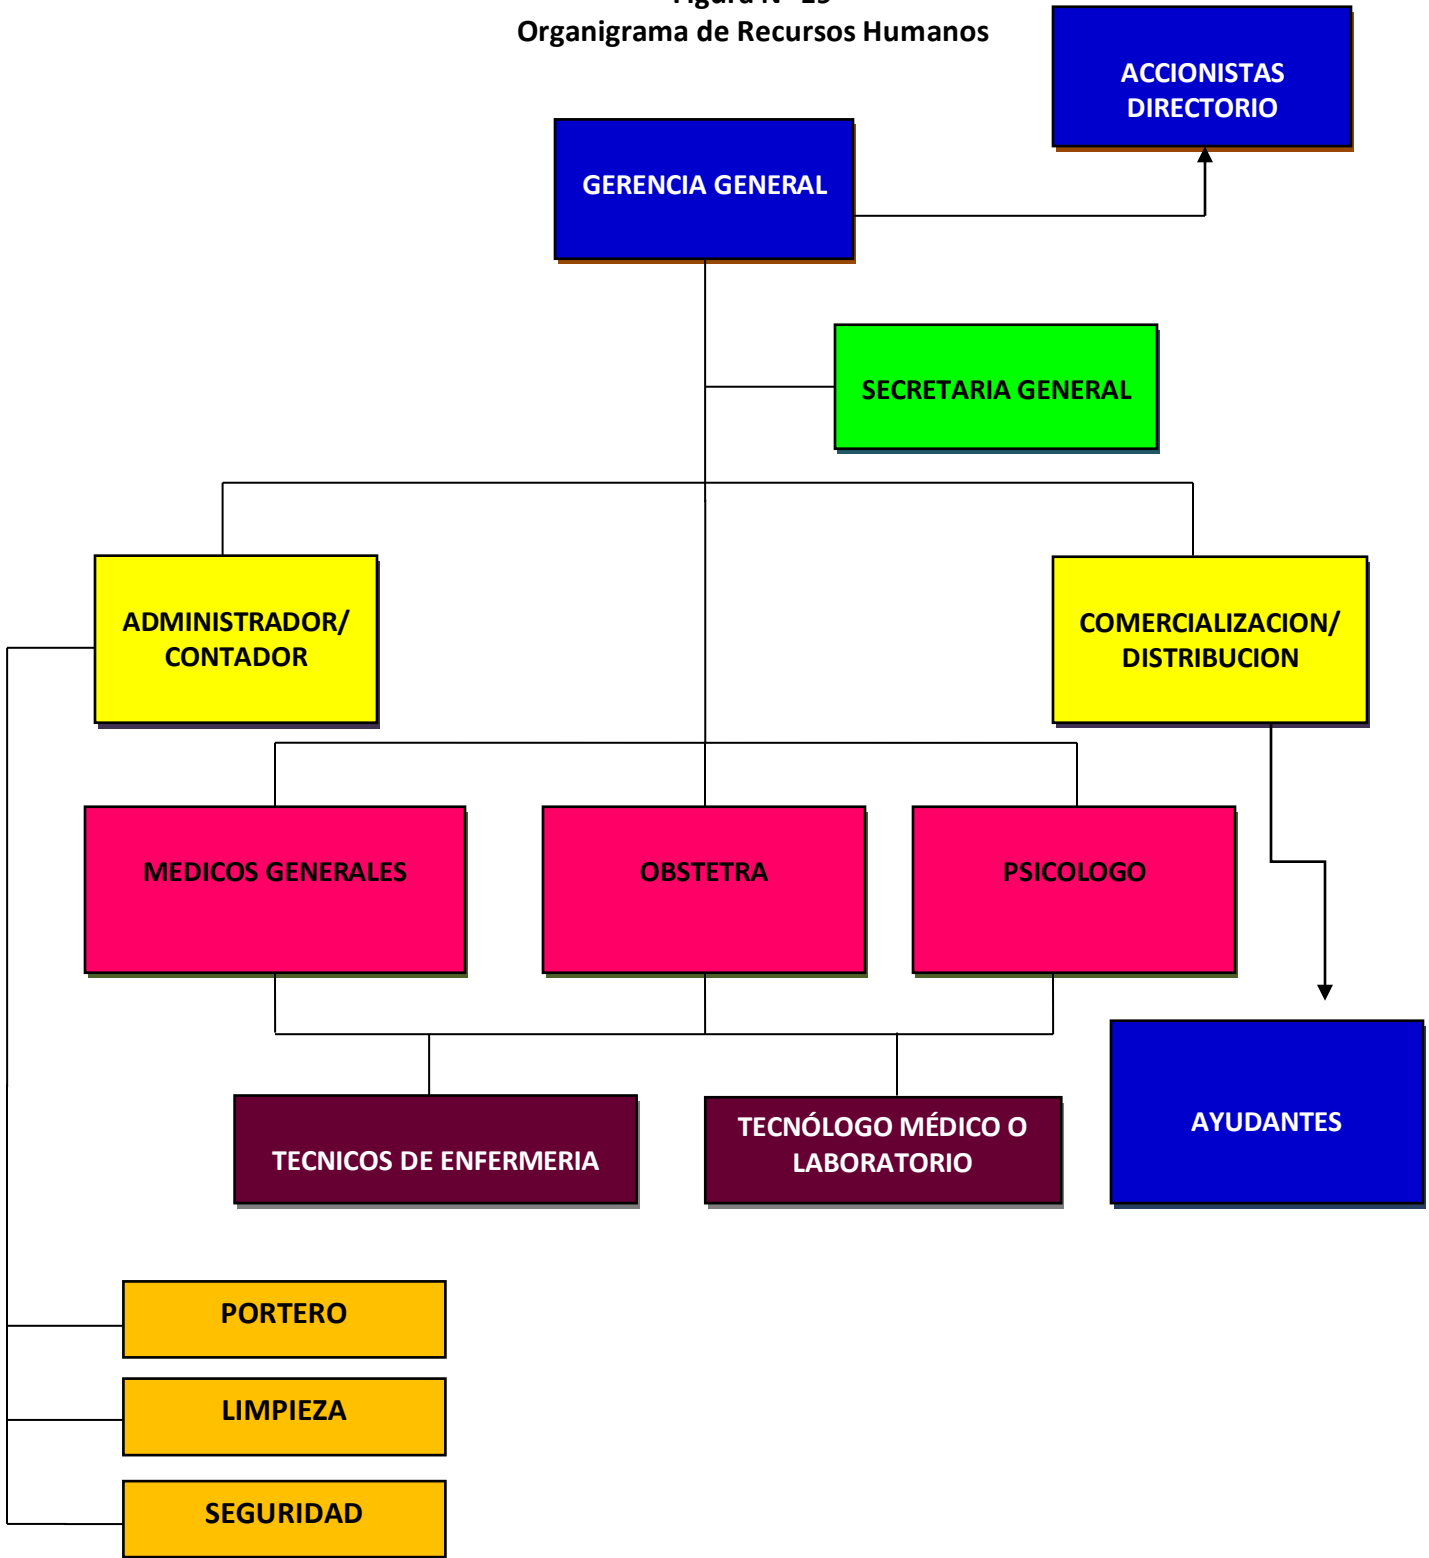 Organigrama de Recursos Humanos
ACCIONISTAS
DIRECTORIO
GERENCIA GENERAL
SECRETARIA GENERAL
ADMINISTRADOR/
CONTADOR
COMERCIALIZACION/
DISTRIBUCION
MEDICOS GENERALES
OBSTETRA
PSICOLOGO
TECNICOS DE ENFERMERIA
TECNÓLOGO MÉDICO O
LABORATORIO
AYUDANTES
PORTERO
LIMPIEZA
SEGURIDAD